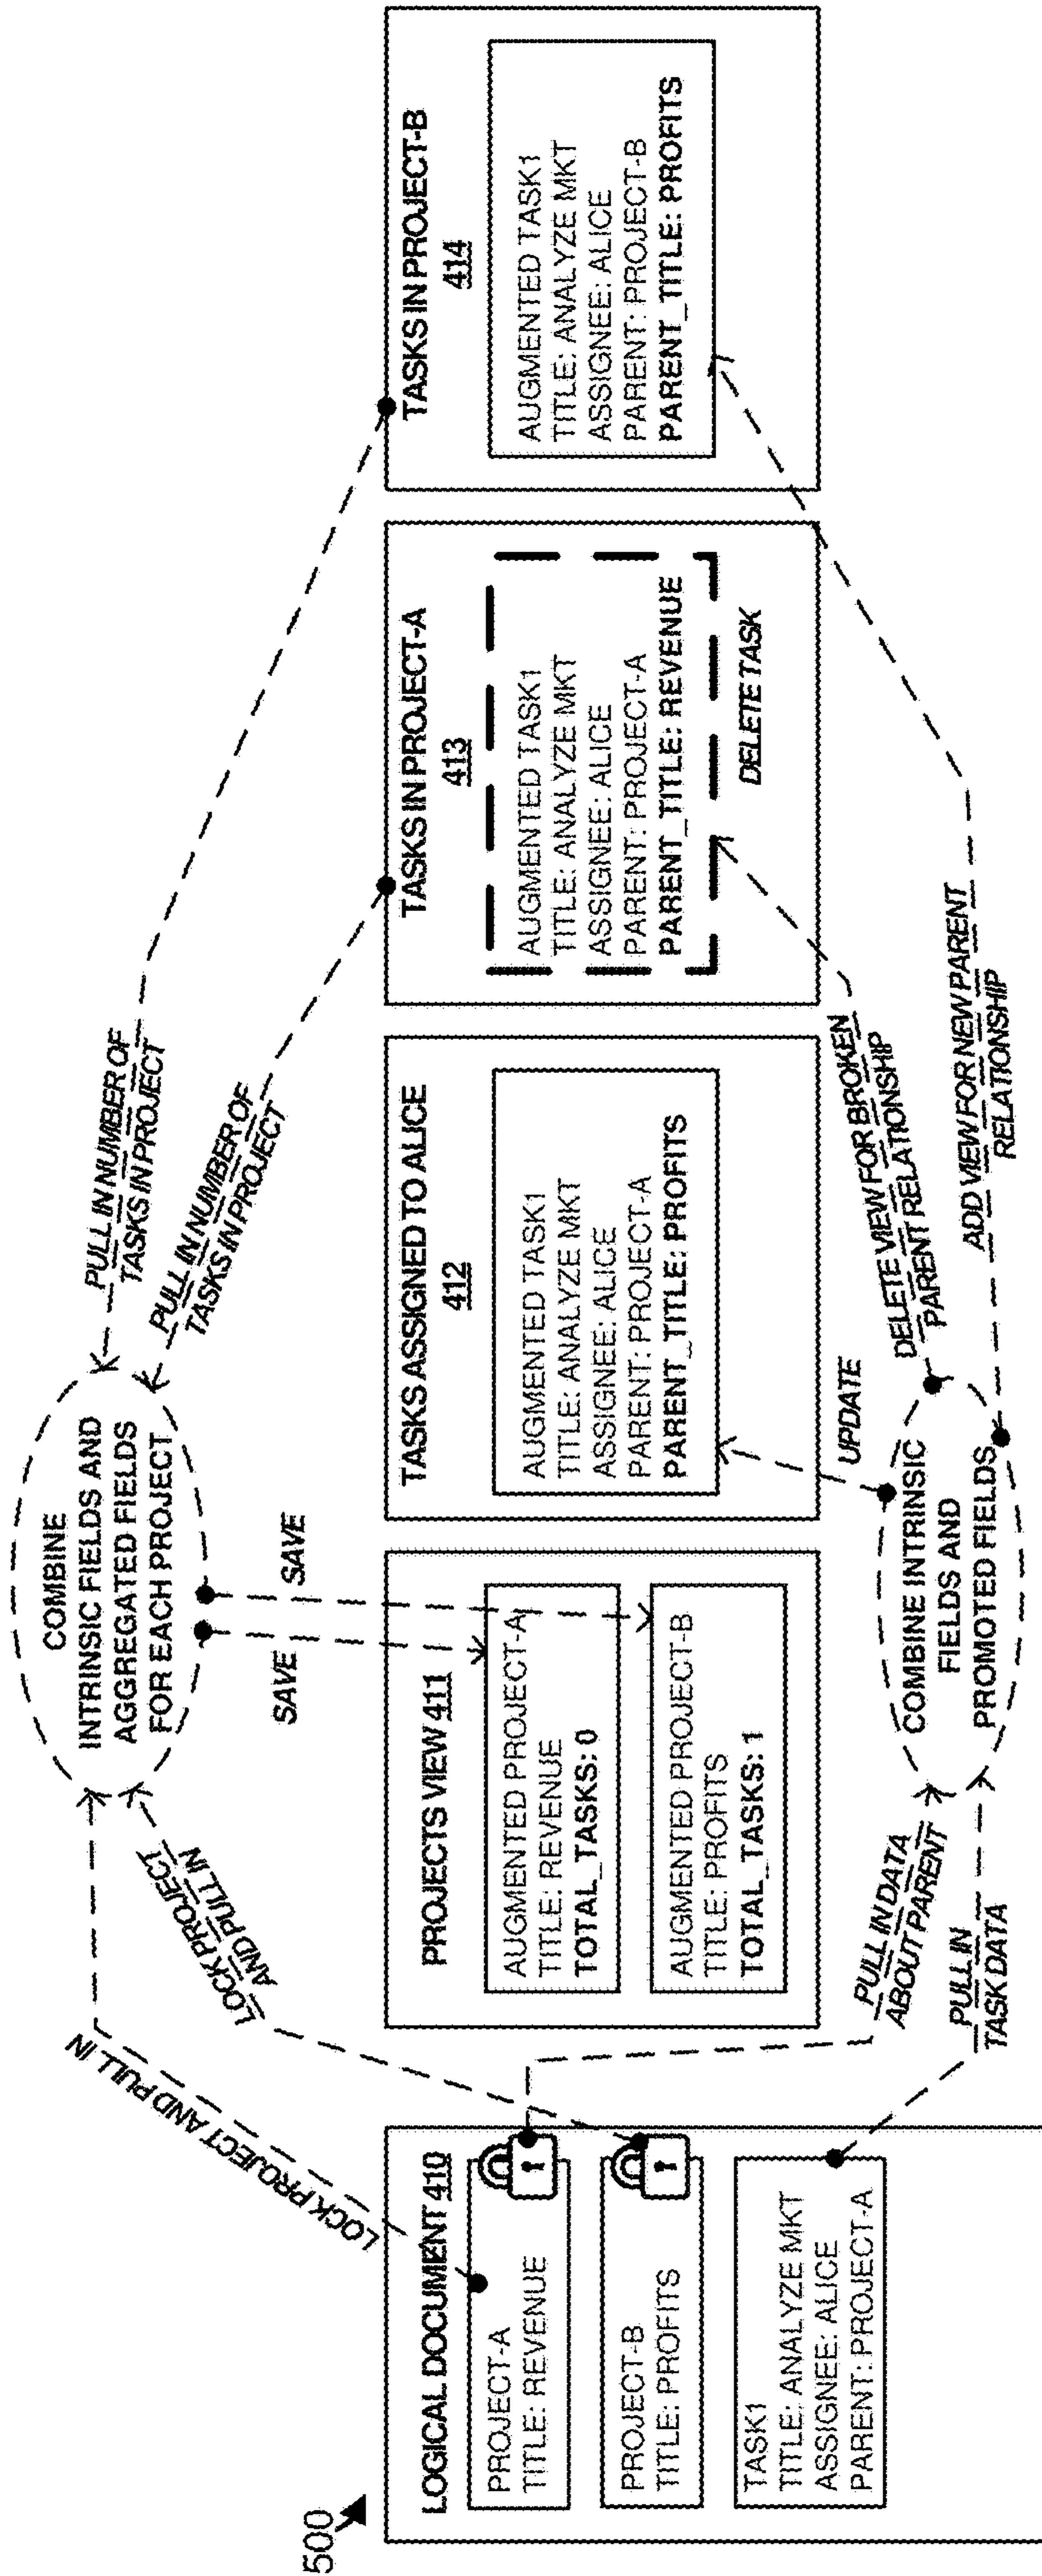 500
LOGICAL DOCUMENT 410
PROJECT-A
TITLE: REVENUE
PROJECT-B
TITLE: PROFITS
TASK1
TITLE: ANALYZE MKT
ASSIGNEE: ALICE
PARENT: PROJECT-A
LOCK PROJECT AND PULL IN
LOCK PROJECT
AND PULL IN
COMBINE
INTRINSIC FIELDS AND
AGGREGATED FIELDS
FOR EACH PROJECT
SAVE
SAVE
PULL IN NUMBER OF
TASKS IN PROJECT
PULL IN NUMBER OF
TASKS IN PROJECT
PROJECTS VIEW 411
AUGMENTED PROJECT-A
TITLE: REVENUE
TOTAL_TASKS: 0
AUGMENTED PROJECT-B
TITLE: PROFITS
TOTAL_TASKS: 1
TASKS ASSIGNED TO ALICE
412
AUGMENTED TASK1
TITLE: ANALYZE MKT
ASSIGNEE: ALICE
PARENT: PROJECT-A
PARENT_TITLE: PROFITS
TASKS IN PROJECT-A
413
AUGMENTED TASK1
TITLE: ANALYZE MKT
ASSIGNEE: ALICE
PARENT: PROJECT-A
PARENT_TITLE: REVENUE
DELETE TASK
TASKS IN PROJECT-B
414
AUGMENTED TASK1
TITLE: ANALYZE MKT
ASSIGNEE: ALICE
PARENT: PROJECT-B
PARENT_TITLE: PROFITS
PULL IN DATA
ABOUT PARENT
PULL IN
TASK DATA
COMBINE INTRINSIC
FIELDS AND
PROMOTED FIELDS
UPDATE
DELETE VIEW FOR BROKEN
PARENT RELATIONSHIP
ADD VIEW FOR NEW PARENT
RELATIONSHIP